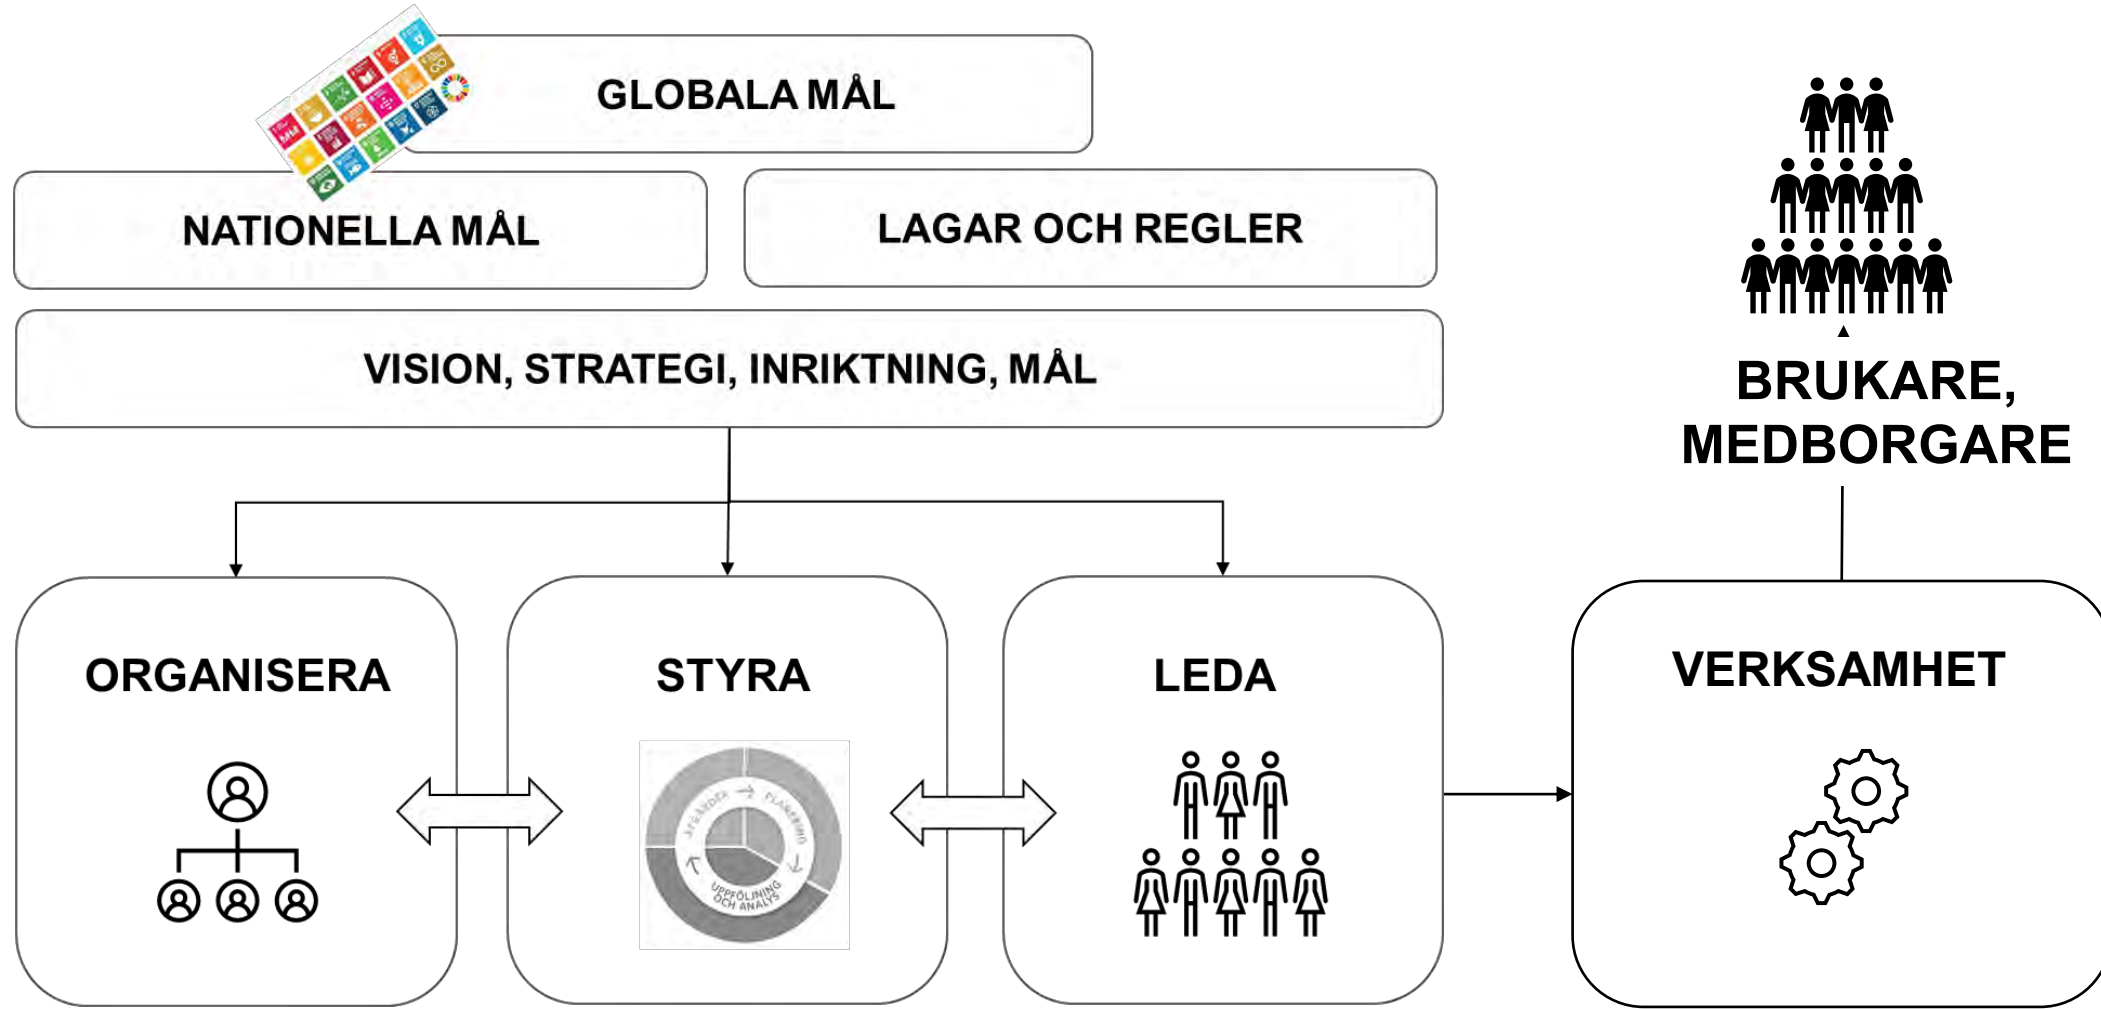 GLOBALA MÅL
NATIONELLA MÅL
LAGAR OCH REGLER
VISION, STRATEGI, INRIKTNING, MÅL
BRUKARE,
MEDBORGARE
ORGANISERA
STYRA
LEDA
VERKSAMHET
ÅTGÄRDER
PLANERING
UPPFÖLJNING
OCH ANALYS